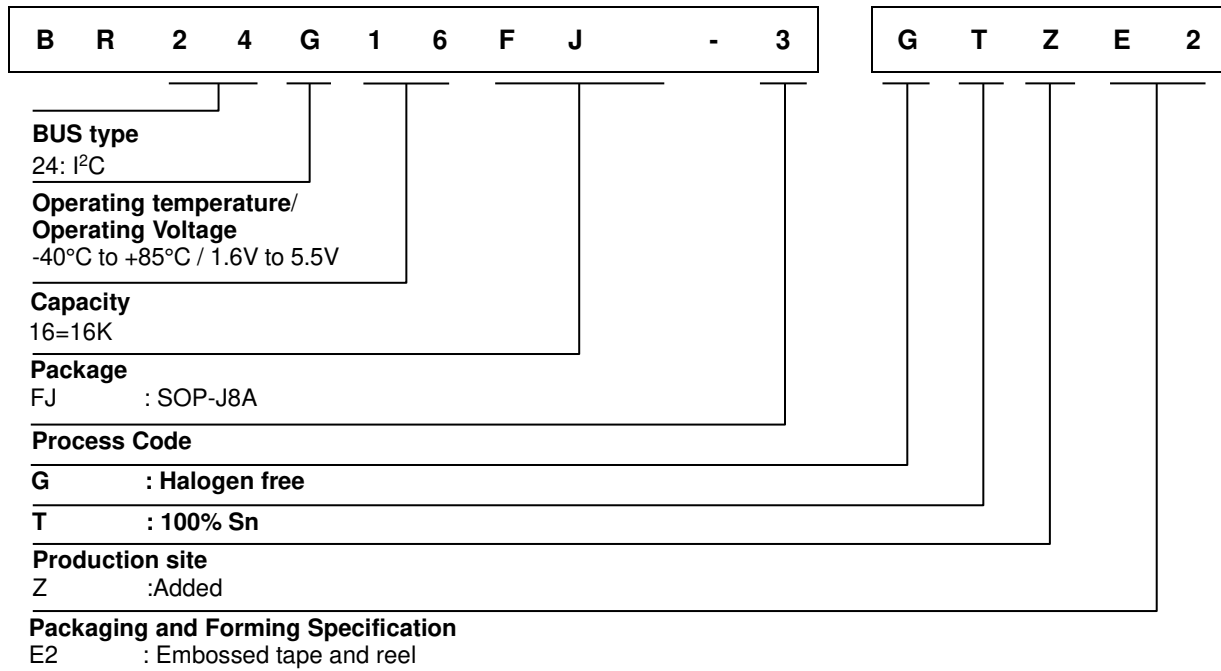 B R 2 4 G 1 6 F J - 3 G T Z E 2
BUS type
24: I²C
Operating temperature/
Operating Voltage
-40°C to +85°C / 1.6V to 5.5V
Capacity
16=16K
Package
FJ : SOP-J8A
Process Code
G : Halogen free
T : 100% Sn
Production site
Z :Added
Packaging and Forming Specification
E2 : Embossed tape and reel